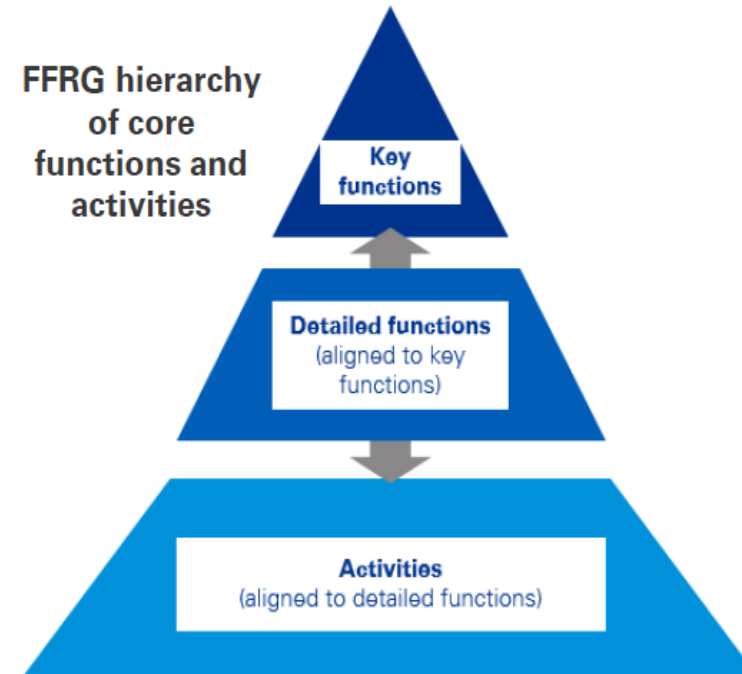 FFRG hierarchy
of core
functions and
activities
Key
functions
Detailed functions
(aligned to key
functions)
Activities
(aligned to detailed functions)